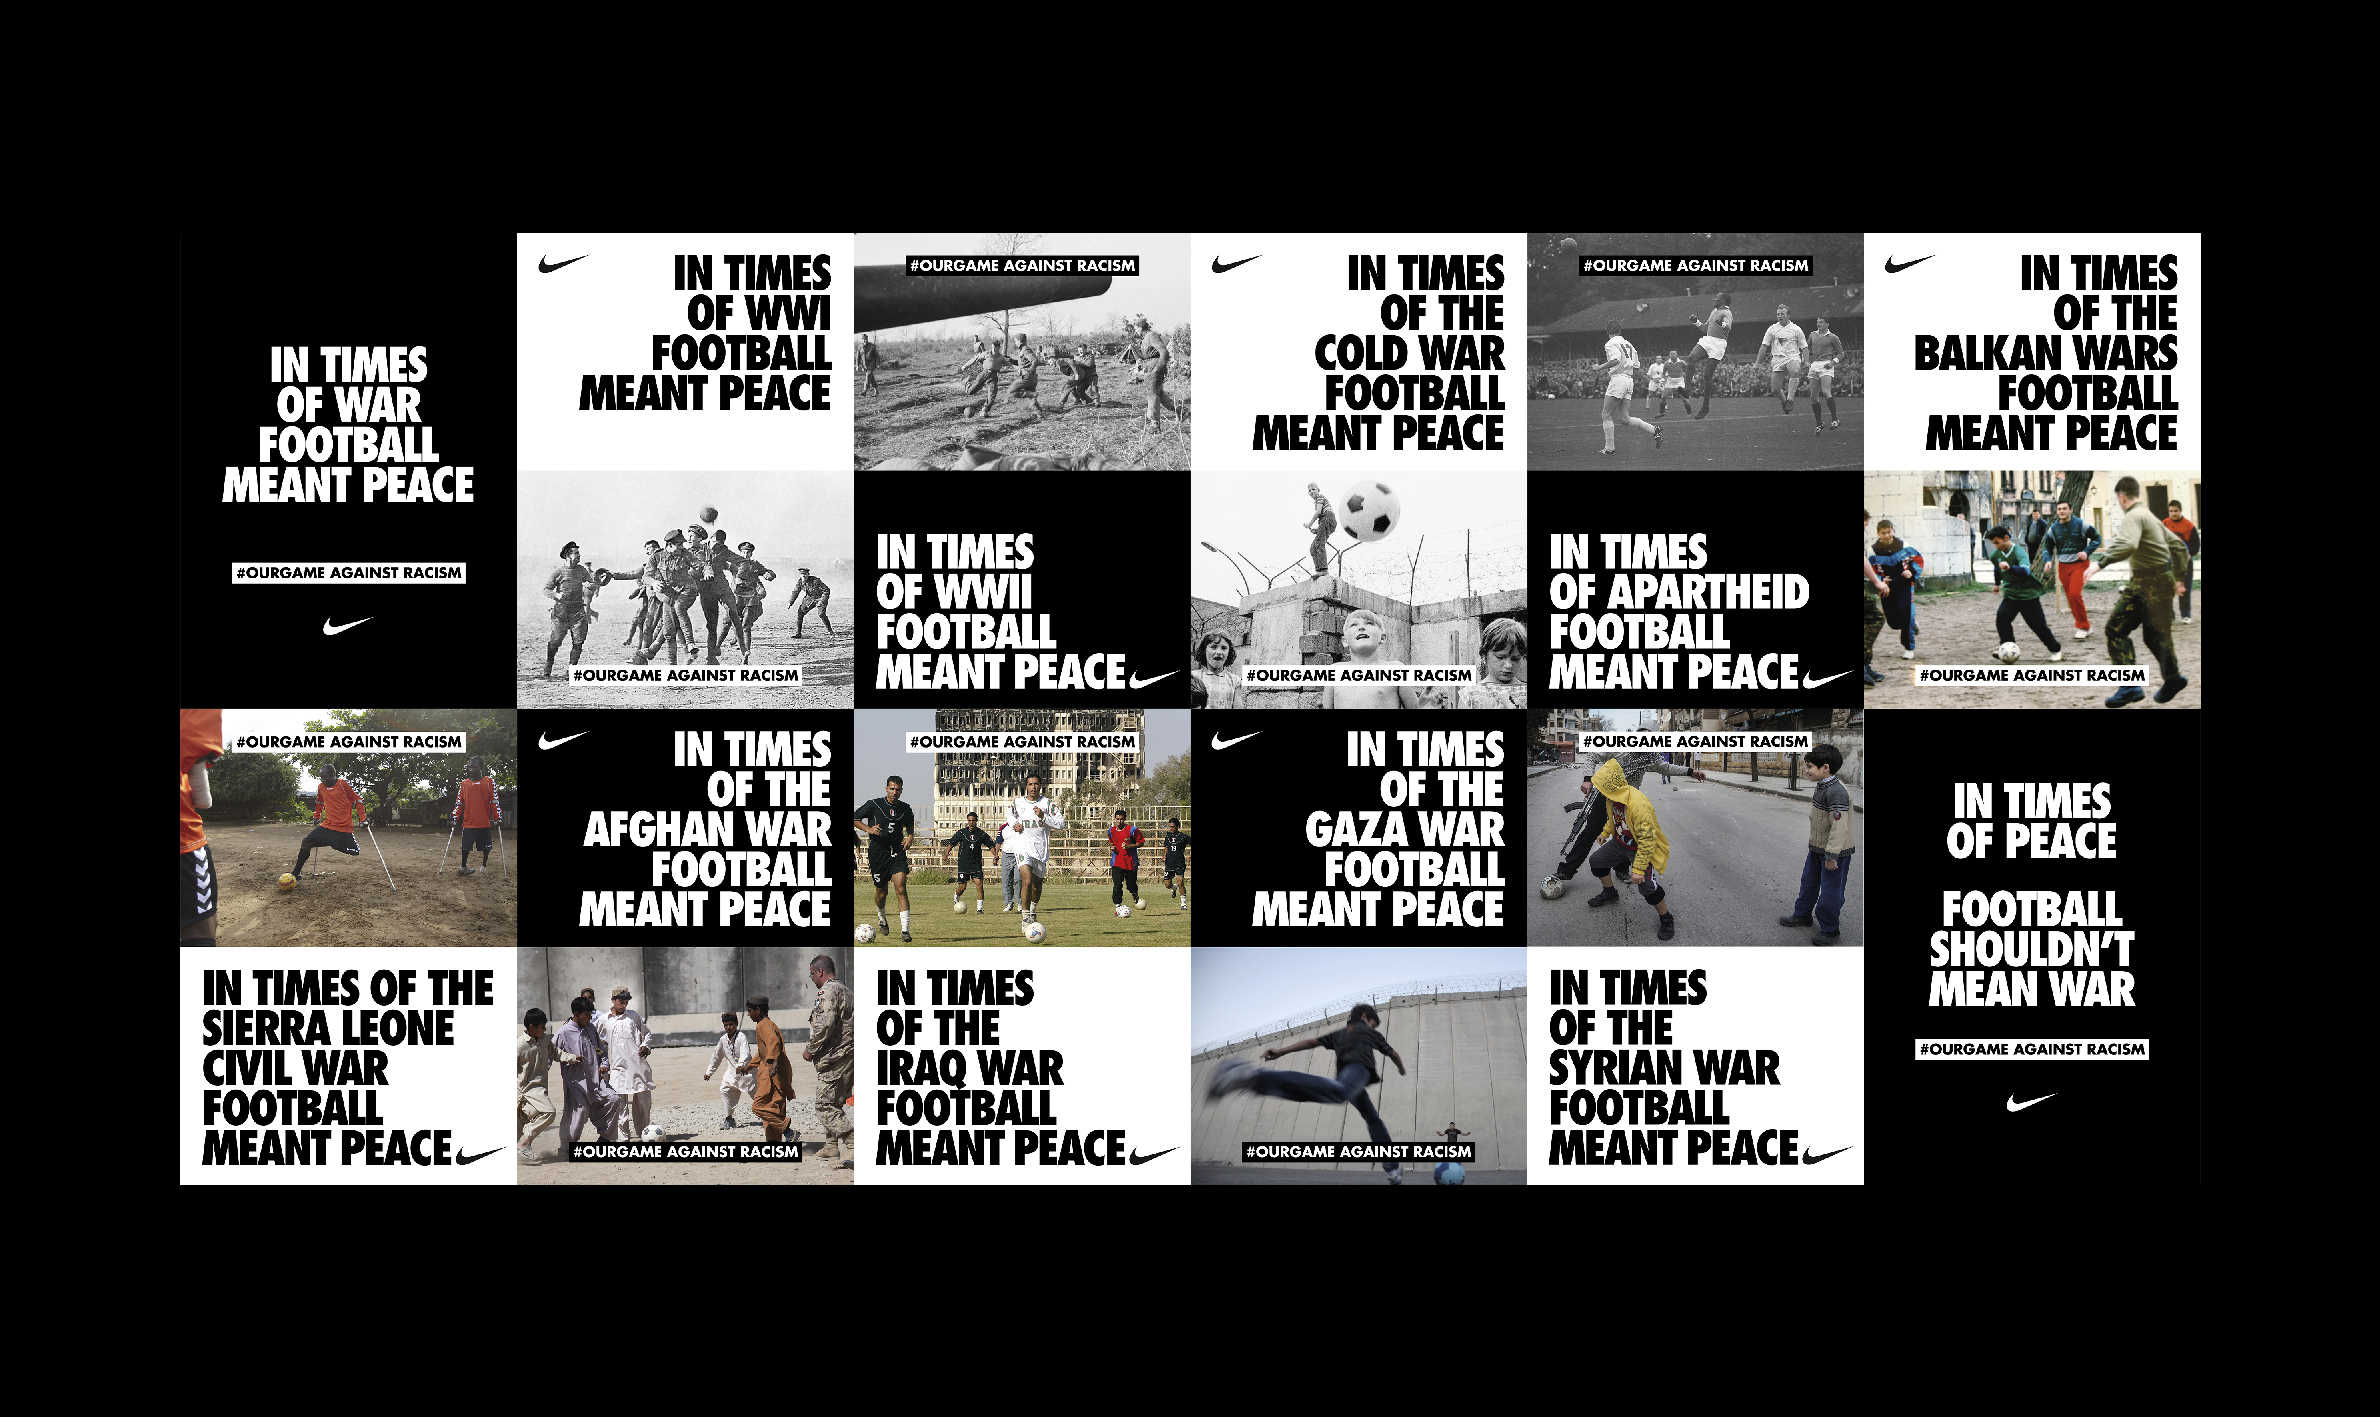 IN TIMES
OF WAR
FOOTBALL
MEANT PEACE
#OURGAME AGAINST RACISM
IN TIMES
OF WWI
FOOTBALL
MEANT PEACE
#OURGAME AGAINST RACISM
#OURGAME AGAINST RACISM
IN TIMES
OF WWII
FOOTBALL
MEANT PEACE
IN TIMES
OF THE
COLD WAR
FOOTBALL
MEANT PEACE
#OURGAME AGAINST RACISM
#OURGAME AGAINST RACISM
17
IN TIMES
OF APARTHEID
FOOTBALL
MEANT PEACE
IN TIMES
OF THE
BALKAN WARS
FOOTBALL
MEANT PEACE
#OURGAME AGAINST RACISM
#OURGAME AGAINST RACISM
IN TIMES OF THE
SIERRA LEONE
CIVIL WAR
FOOTBALL
MEANT PEACE
IN TIMES
OF THE
AFGHAN WAR
FOOTBALL
MEANT PEACE
#OURGAME AGAINST RACISM
#OURGAME AGAINST RACISM
5
4
5
IN TIMES
OF THE
IRAQ WAR
FOOTBALL
MEANT PEACE
IN TIMES
OF THE
GAZA WAR
FOOTBALL
MEANT PEACE
#OURGAME AGAINST RACISM
#OURGAME AGAINST RACISM
IN TIMES
OF THE
SYRIAN WAR
FOOTBALL
MEANT PEACE
IN TIMES
OF PEACE
FOOTBALL
SHOULDN'T
MEAN WAR
#OURGAME AGAINST RACISM